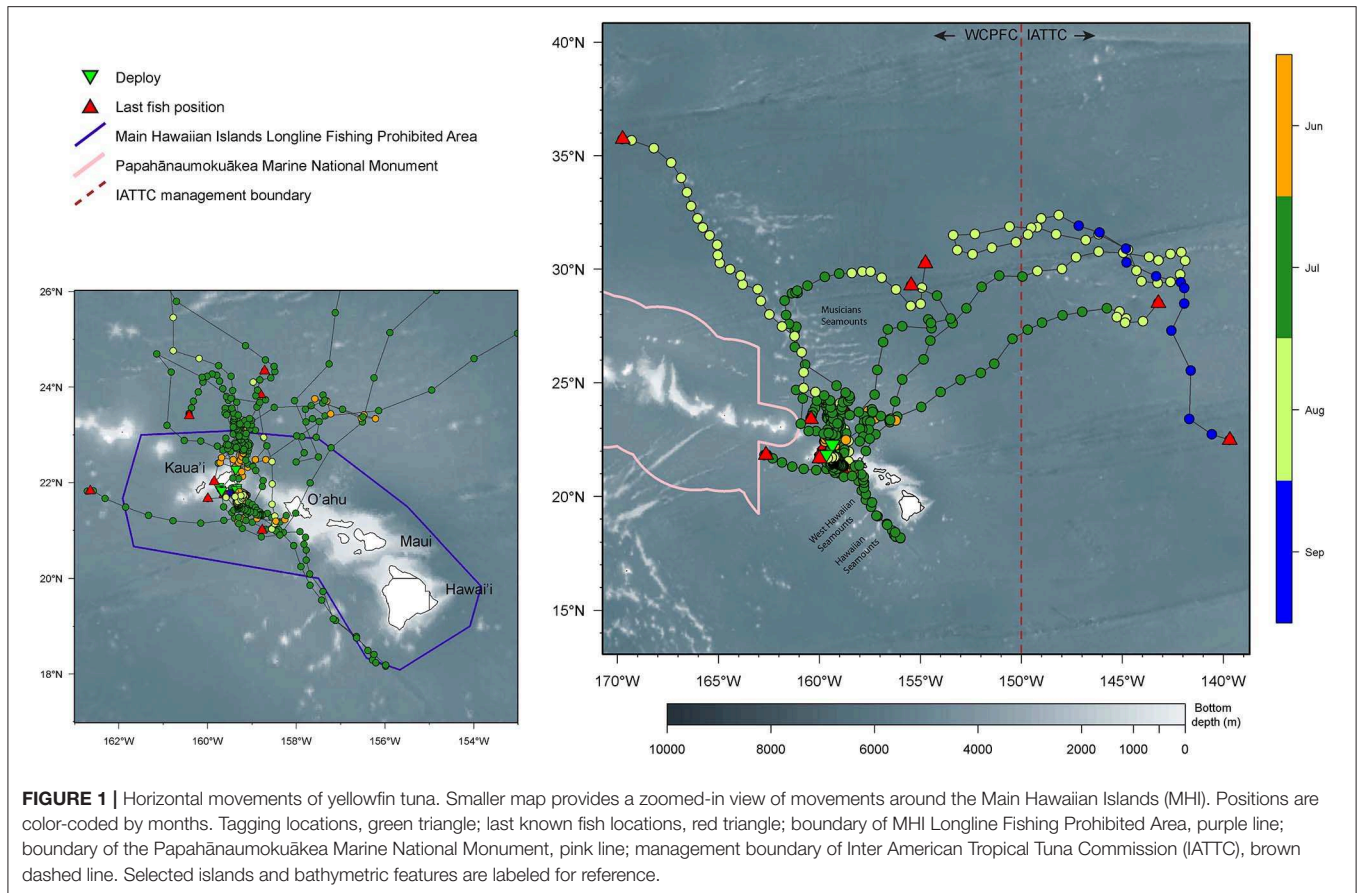 Deploy
Last fish position
Main Hawaiian Islands Longline Fishing Prohibited Area
Papahānaumokuākea Marine National Monument
IATTC management boundary
26°N
24°N
22°N
20°N
18°N
162°W
160°W
158°W
156°W
154°W
Kaua'i
O'ahu
Maui
Hawai'i
WCPFC IATTC
40°N
35°N
30°N
25°N
20°N
15°N
170°W
165°W
160°W
155°W
150°W
145°W
140°W
Musicians
Seamounts
West Hawaiian
Seamounts
Hawaiian
Seamounts
Jun
Jul
Aug
Sep
Bottom
depth (m)
10000
8000
6000
4000
2000
1000
0
FIGURE 1 | Horizontal movements of yellowfin tuna. Smaller map provides a zoomed-in view of movements around the Main Hawaiian Islands (MHI). Positions are
color-coded by months. Tagging locations, green triangle; last known fish locations, red triangle; boundary of MHI Longline Fishing Prohibited Area, purple line;
boundary of the Papahānaumokuākea Marine National Monument, pink line; management boundary of Inter American Tropical Tuna Commission (IATTC), brown
dashed line. Selected islands and bathymetric features are labeled for reference.